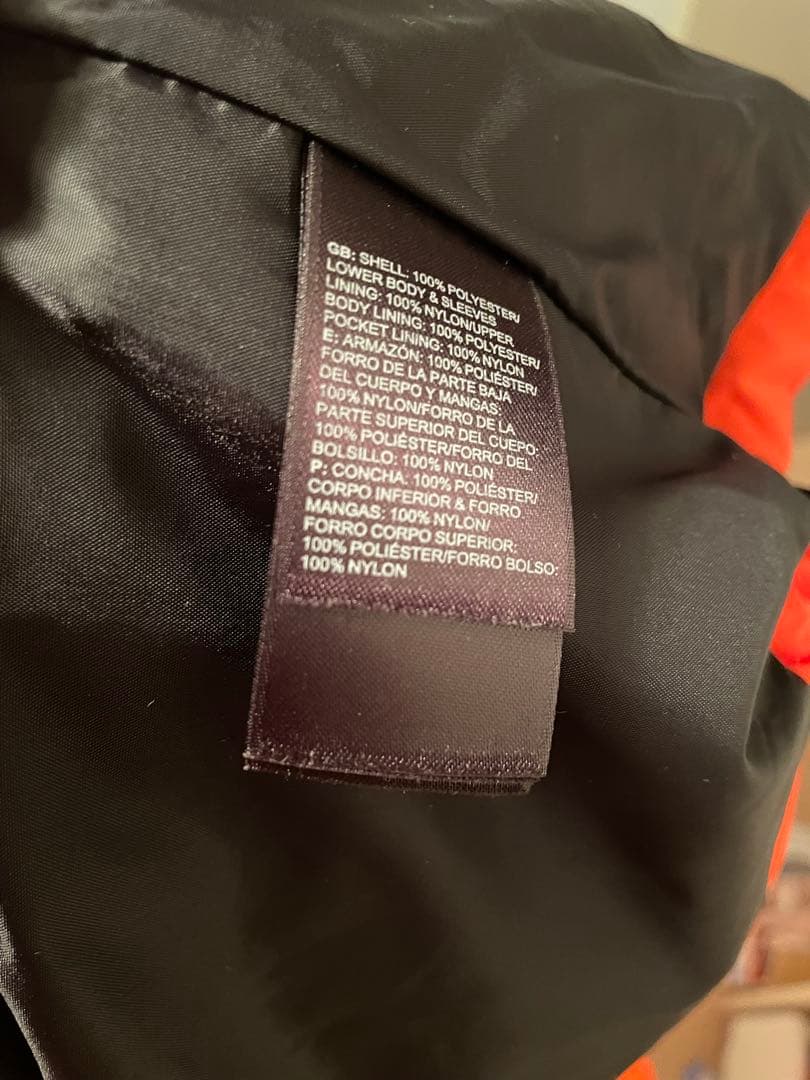 GB: SHELL: 100% POLYESTER/
LOWER BODY & SLEEVES
LINING: 100% NYLON/UPPER
BODY LINING: 100% POLYESTER/
POCKET LINING: 100% NYLON
E: ARMAZÓN: 100% POLIÉSTER/
FORRO DE LA PARTE BAJA
DEL CUERPO Y MANGAS:
100% NYLON/FORRO DE LA
PARTE SUPERIOR DEL CUEPO:
100% POLIÉSTER/FORRO DEL
BOLSILLO: 100% NYLON
P: CONCHA: 100% POLIÉSTER/
CORPO INFERIOR & FORRO
MANGAS: 100% NYLON/
FORRO CORPO SUPERIOR:
100% POLIÉSTER/FORRO BOLSO:
100% NYLON